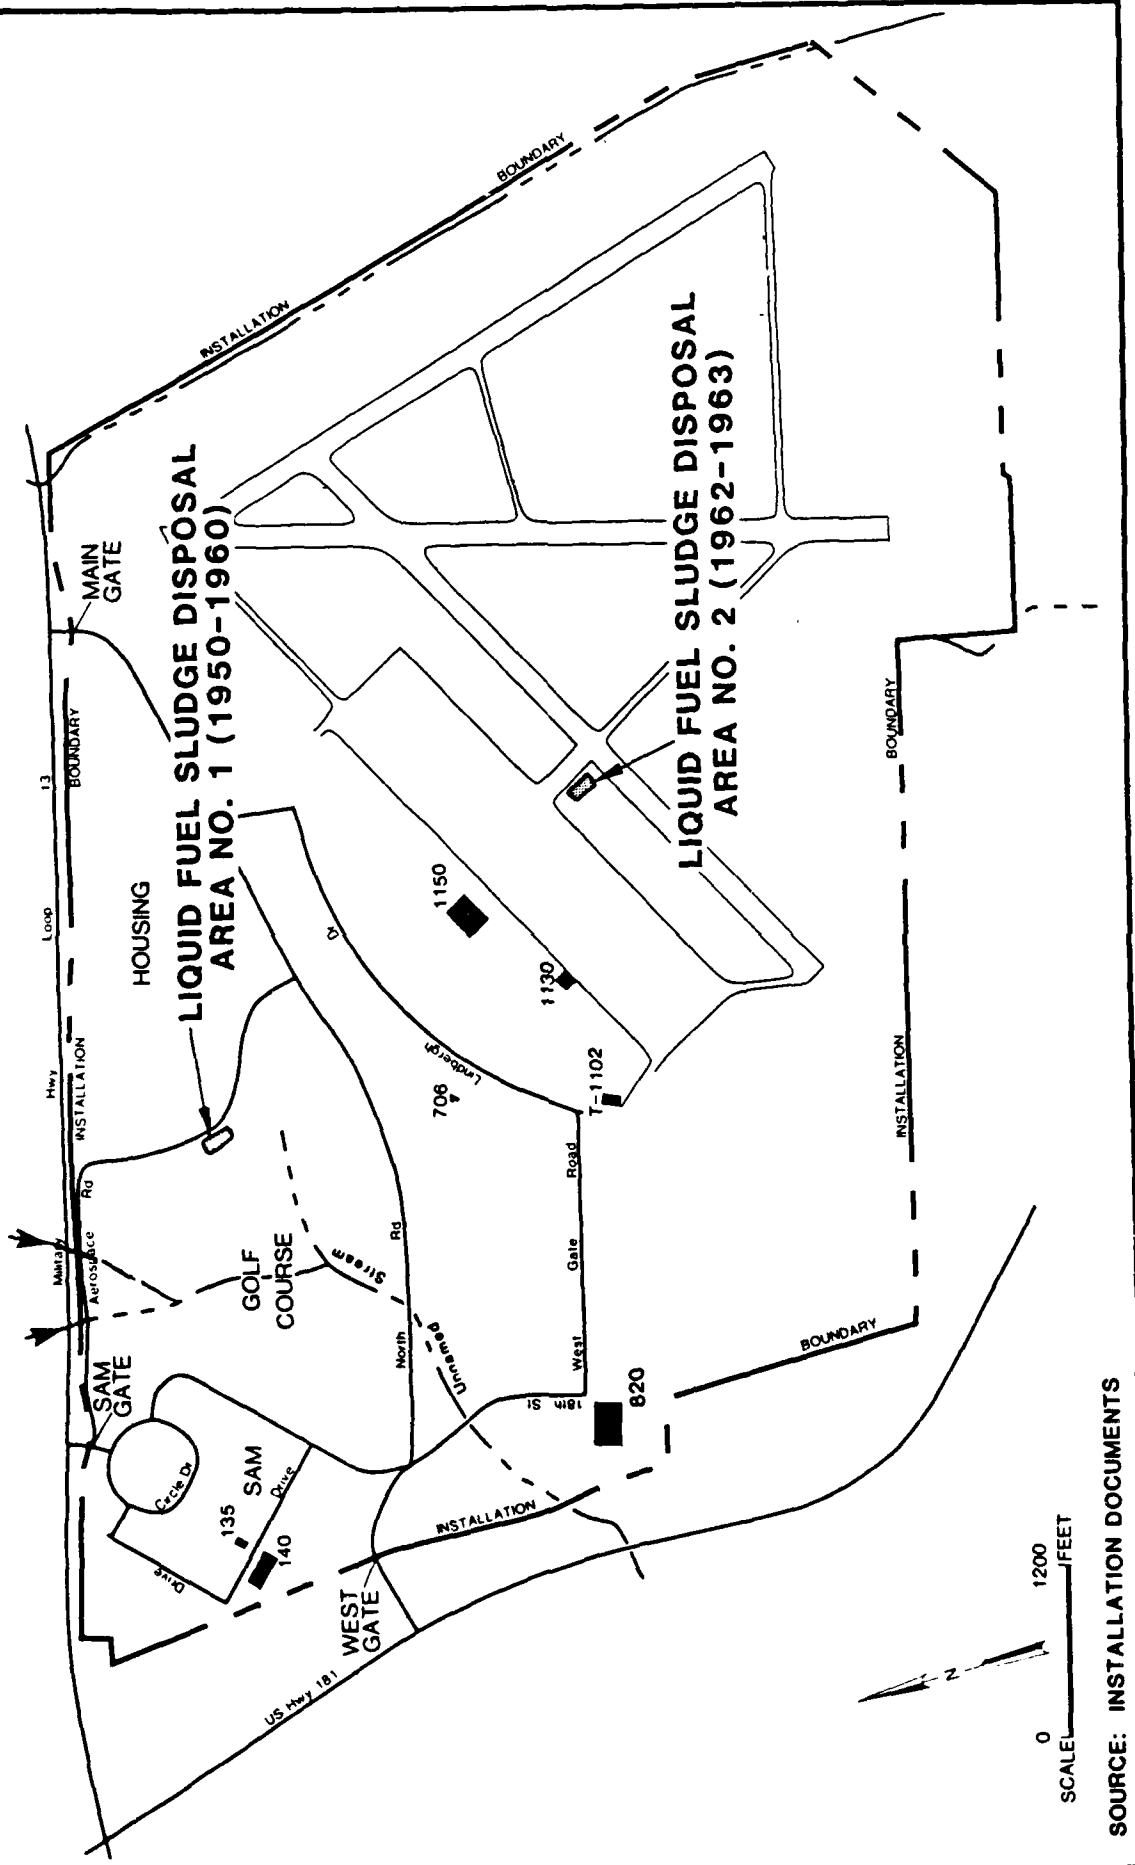 Military
Hwy
Loop
13
INSTALLATION
BOUNDARY
MAIN
GATE
SAM
GATE
Aerospace
Rd
HOUSING
LIQUID FUEL SLUDGE DISPOSAL
AREA NO. 1 (1950-1960)
INSTALLATION
BOUNDARY
Circle Dr
SAM
Drive
Drive
135
140
GOLF
COURSE
Unnamed
Stream
North
Rd
Lindbergh
Dr
706
1150
1130
T-1102
West
Gate
Road
18th St
820
WEST
GATE
US Hwy 181
INSTALLATION
BOUNDARY
LIQUID FUEL SLUDGE DISPOSAL
AREA NO. 2 (1962-1963)
INSTALLATION
BOUNDARY
N
0
1200
SCALE
FEET
SOURCE: INSTALLATION DOCUMENTS